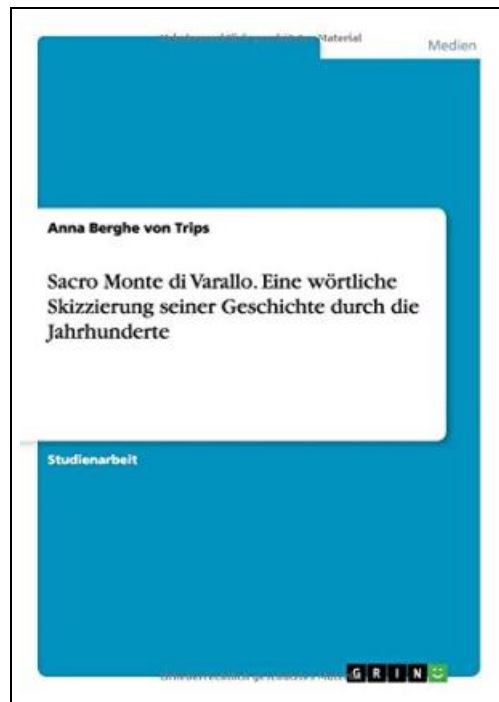 Material
Medien
Anna Berghe von Trips
Sacro Monte di Varallo. Eine wörtliche
Skizzierung seiner Geschichte durch die
Jahrhunderte
Studienarbeit
GRIN